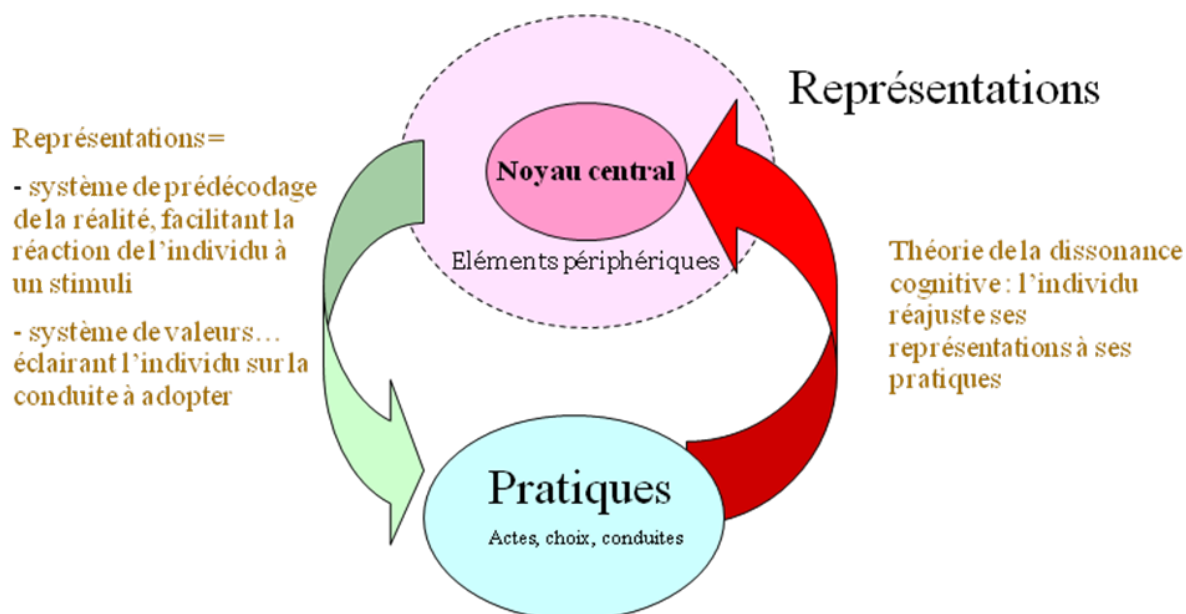 Représentations
Représentations=
- système de prédécodage
de la réalité, facilitant la
réaction de l'individu à
un stimuli
- système de valeurs…
éclairant l'individu sur la
conduite à adopter
Noyau central
Eléments périphériques
Théorie de la dissonance
cognitive : l'individu
réajuste ses
représentations à ses
pratiques
Pratiques
Actes, choix, conduites